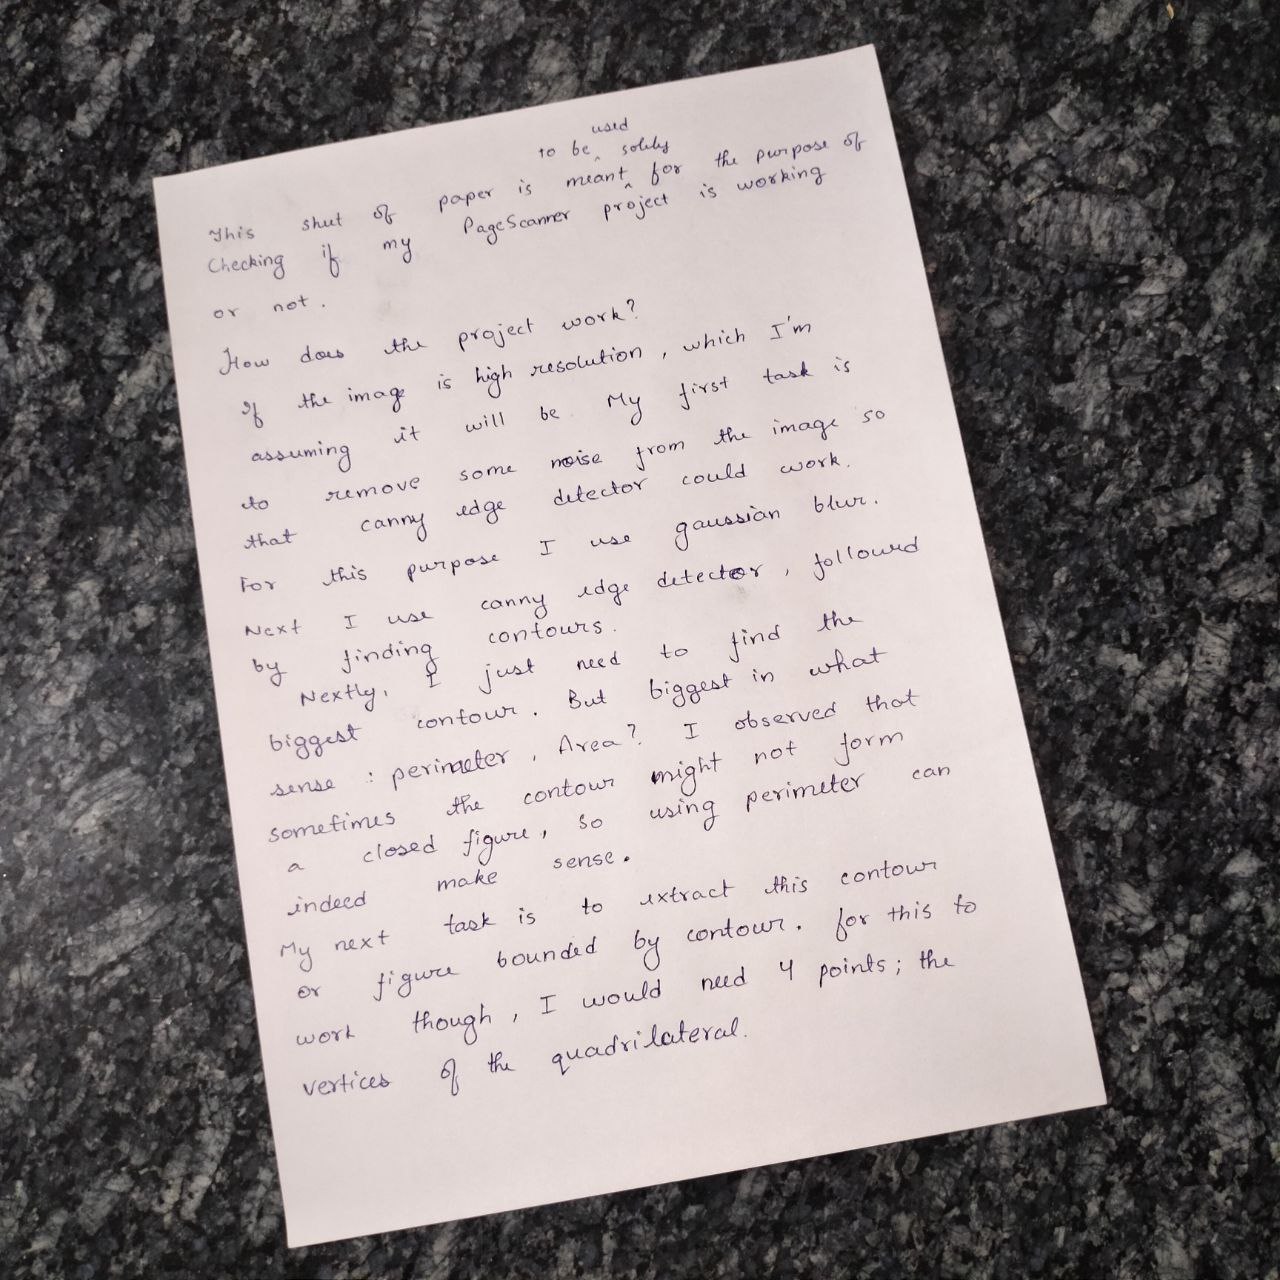 used
to be ^ solely
This sheet of paper is meant ^ for the purpose of
Checking if my PageScanner project is working
or not.
How does the project work?
If the image is high resolution, which I'm
assuming it will be. My first task is
to remove some noise from the image so
that canny edge detector could work.
For this purpose I use gaussian blur.
Next I use canny edge detector, followed
by finding contours.
Nextly, I just need to find the
biggest contour. But biggest in what
sense : perimeter, Area? I observed that
sometimes the contour might not form
a closed figure, so using perimeter can
indeed make sense.
My next task is to extract this contour
or figure bounded by contour. for this to
work though, I would need 4 points; the
vertices of the quadrilateral.